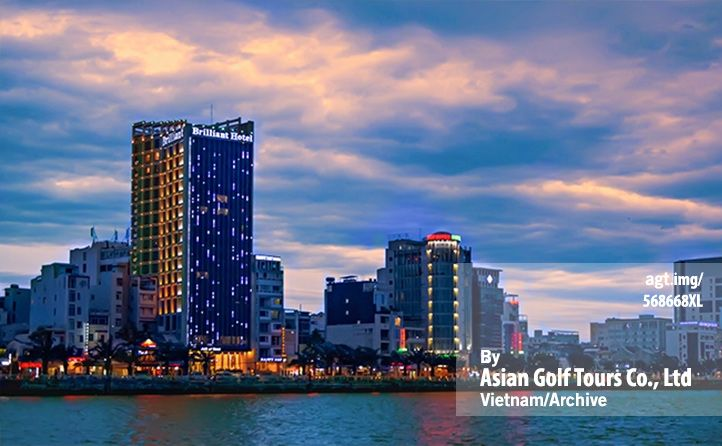 Brilliant
Brilliant Hotel
agt.img/
568668XL
By
Asian Golf Tours Co., Ltd
Vietnam/Archive